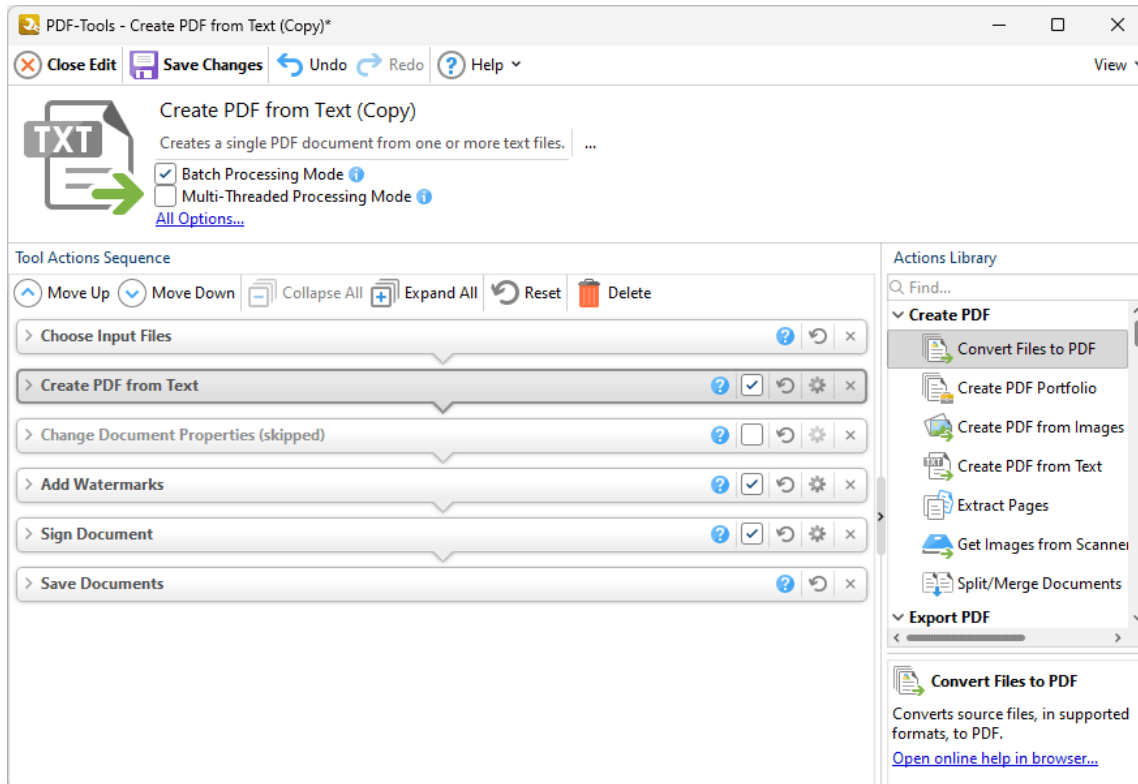 PDF-Tools - Create PDF from Text (Copy)*
Close Edit Save Changes Undo Redo ? Help View
TXT
Create PDF from Text (Copy)
Creates a single PDF document from one or more text files. ...
Batch Processing Mode i
Multi-Threaded Processing Mode i
All Options...
Tool Actions Sequence
Move Up Move Down Collapse All Expand All Reset Delete
Choose Input Files ?
Create PDF from Text ?
Change Document Properties (skipped) ?
Add Watermarks ?
Sign Document ?
Save Documents ?
Actions Library
Find...
Create PDF
Convert Files to PDF
Create PDF Portfolio
Create PDF from Images
TXT Create PDF from Text
Extract Pages
Get Images from Scanner
Split/Merge Documents
Export PDF
Convert Files to PDF
Converts source files, in supported
formats, to PDF.
Open online help in browser...